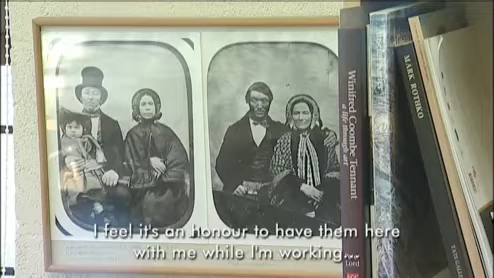 Winifred Coombe Tennant
a life through art
MARK ROTHKO
I feel it's an honour to have them here
with me while I'm working.
Lord